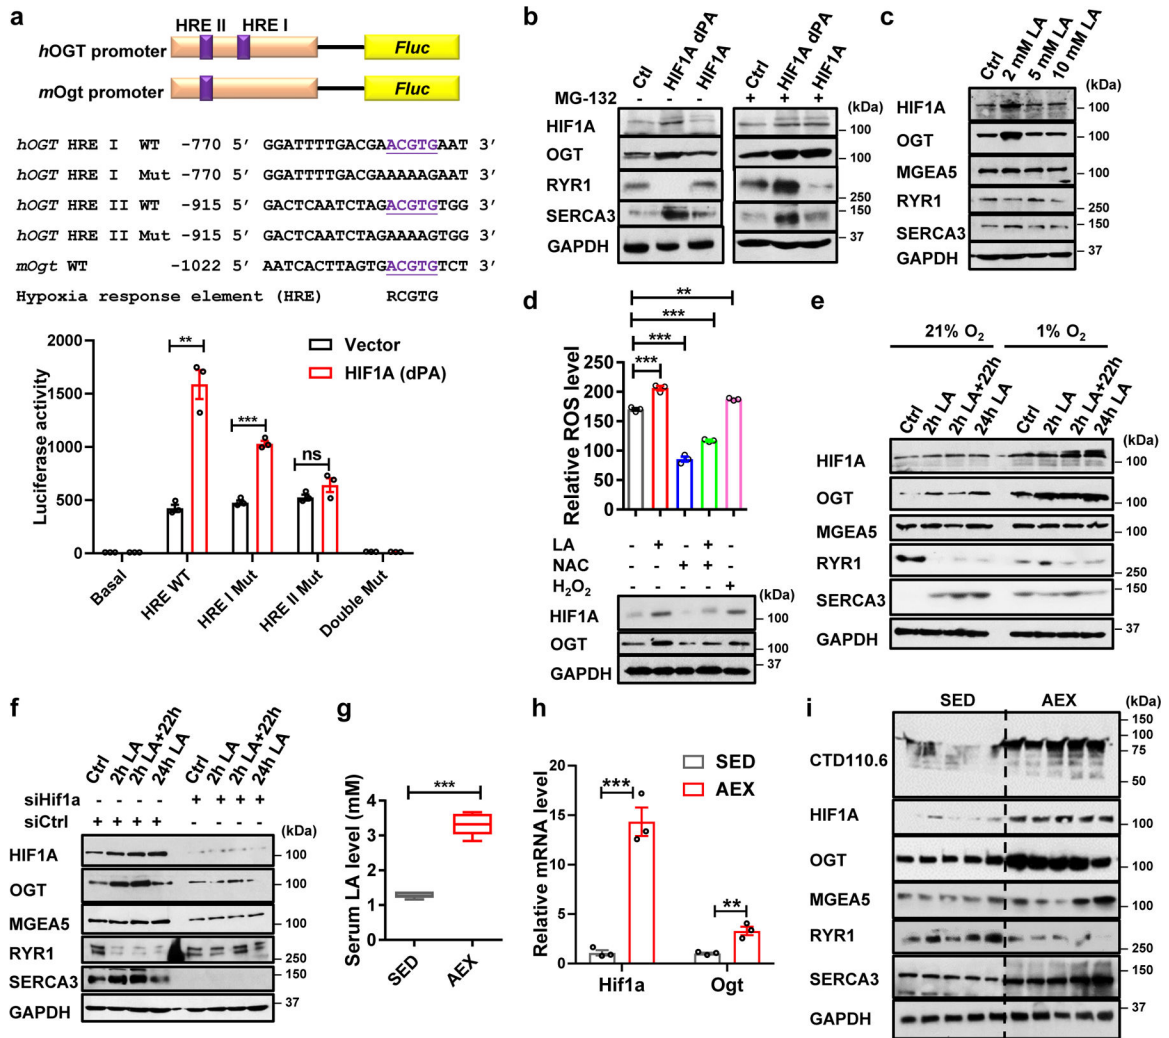 a
HRE II HRE I
hOGT promoter Fluc
mOgt promoter Fluc
hOGT HRE I WT -770 5’ GGATTTTGACGAACGTGAAT 3’
hOGT HRE I Mut -770 5’ GGATTTTGACGAAAAAGAAT 3’
hOGT HRE II WT -915 5’ GACTCAATCTAGACGTGTGG 3’
hOGT HRE II Mut -915 5’ GACTCAATCTAGAAAAGTGG 3’
mOgt WT -1022 5’ AATCACTTAGTGACGTGTCT 3’
Hypoxia response element (HRE) RCGTG
Luciferase activity
2000
1500
1000
500
0
** *** ns
Vector
HIF1A (dPA)
Basal HRE WT HRE I Mut HRE II Mut Double Mut
b
Ctl HIF1A dPA HIF1A Ctrl HIF1A dPA HIF1A
MG-132 - - - + + + (kDa)
HIF1A 100
OGT 100
RYR1 250
SERCA3 150
GAPDH 37
c
Ctrl 2 mM LA 5 mM LA 10 mM LA
(kDa)
HIF1A 100
OGT 100
MGEA5 100
RYR1 250
SERCA3 150
GAPDH 37
d
**
***
***
***
Relative ROS level
250
200
150
100
50
0
LA - + - + -
NAC - - + + -
H2O2 - - - - +
(kDa)
HIF1A 100
OGT 100
GAPDH 37
e
21% O2 1% O2
Ctrl 2h LA 2h LA+22h 24h LA Ctrl 2h LA 2h LA+22h 24h LA
(kDa)
HIF1A 100
OGT 100
MGEA5 100
RYR1 250
SERCA3 150
GAPDH 37
f
Ctrl 2h LA 2h LA+22h 24h LA Ctrl 2h LA 2h LA+22h 24h LA
siHif1a - - - - + + + +
siCtrl + + + + - - - -
(kDa)
HIF1A 100
OGT 100
MGEA5 100
RYR1 250
SERCA3 150
GAPDH 37
g
Serum LA level (mM)
4
3
2
1
0
***
SED AEX
h
Relative mRNA level
20
15
10
5
0
*** **
SED
AEX
Hif1a Ogt
i
SED AEX (kDa)
CTD110.6 150
100
75
50
HIF1A 100
OGT 100
MGEA5 100
RYR1 250
SERCA3 150
100
GAPDH 37